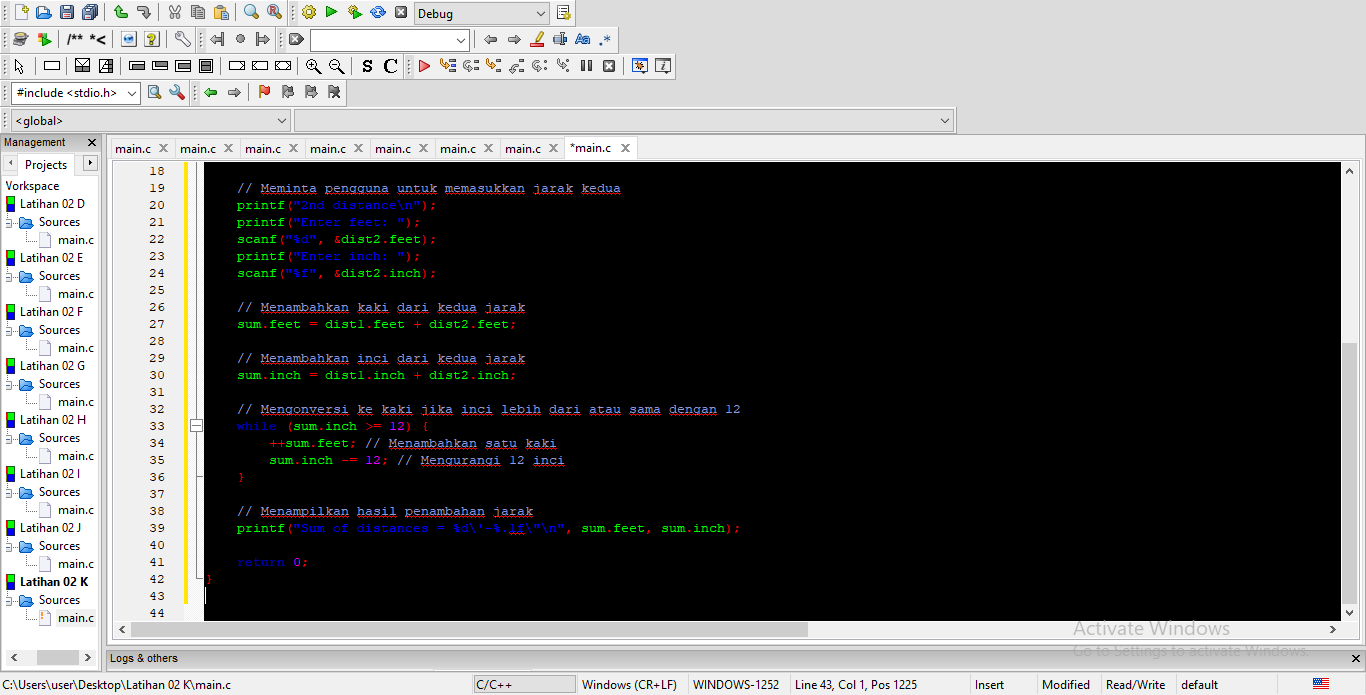 Debug
/** *<
Aa .*
S C
#include <stdio.h>
<global>
Management
Projects
main.c main.c main.c main.c main.c main.c main.c *main.c
Workspace
Latihan 02 D
Sources
main.c
Latihan 02 E
Sources
main.c
Latihan 02 F
Sources
main.c
Latihan 02 G
Sources
main.c
Latihan 02 H
Sources
main.c
Latihan 02 I
Sources
main.c
Latihan 02 J
Sources
main.c
Latihan 02 K
Sources
main.c
18
19 // Meminta pengguna untuk memasukkan jarak kedua
20 printf("2nd distance\n");
21 printf("Enter feet: ");
22 scanf("%d", &dist2.feet);
23 printf("Enter inch: ");
24 scanf("%f", &dist2.inch);
25
26 // Menambahkan kaki dari kedua jarak
27 sum.feet = dist1.feet + dist2.feet;
28
29 // Menambahkan inci dari kedua jarak
30 sum.inch = dist1.inch + dist2.inch;
31
32 // Mengonversi ke kaki jika inci lebih dari atau sama dengan 12
33 while (sum.inch >= 12) {
34 ++sum.feet; // Menambahkan satu kaki
35 sum.inch -= 12; // Mengurangi 12 inci
36 }
37
38 // Menampilkan hasil penambahan jarak
39 printf("Sum of distances = %d\'-%.1f\"\n", sum.feet, sum.inch);
40
41 return 0;
42 }
43
44
Activate Windows
Go to Settings to activate Windows.
Logs & others
C:\Users\user\Desktop\Latihan 02 K\main.c
C/C++
Windows (CR+LF)
WINDOWS-1252
Line 43, Col 1, Pos 1225
Insert
Modified
Read/Write
default